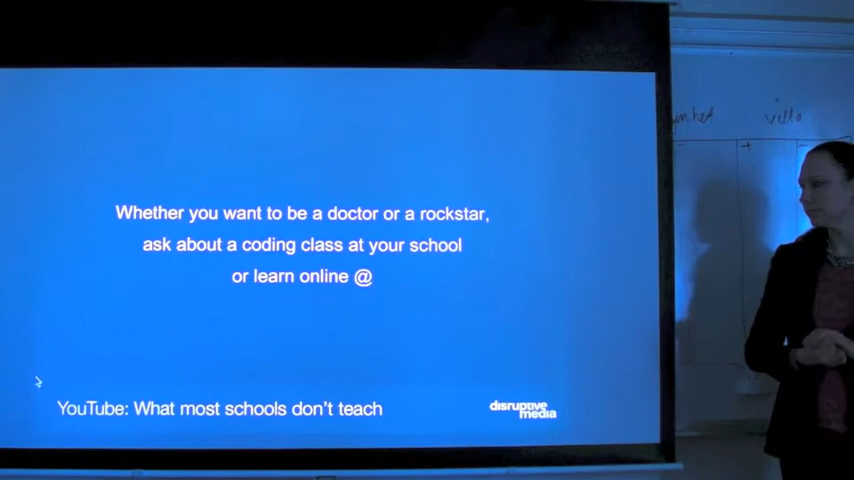 villa
Whether you want to be a doctor or a rockstar,
ask about a coding class at your school
or learn online @
YouTube: What most schools don't teach
disruptive
media